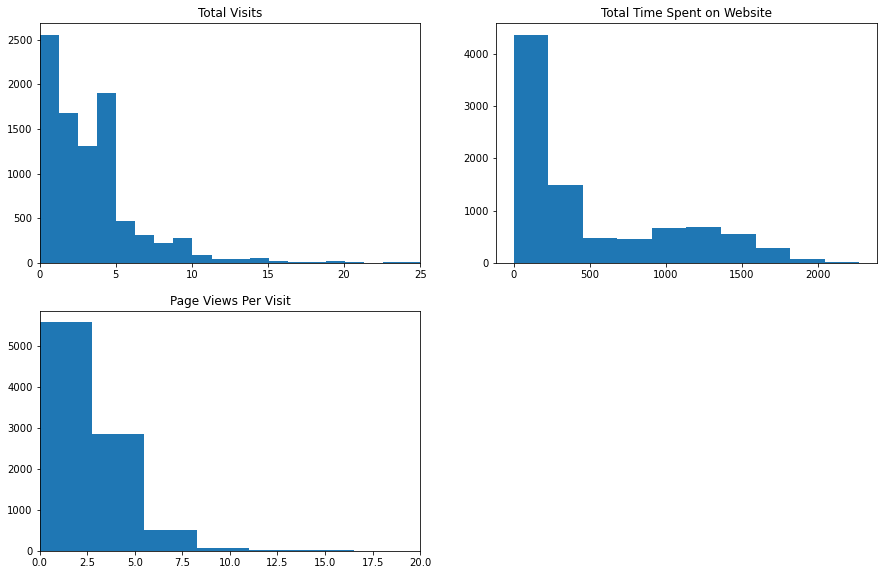 Total Visits
2500
2000
1500
1000
500
0
0 5 10 15 20 25
Total Time Spent on Website
4000
3000
2000
1000
0
0 500 1000 1500 2000
Page Views Per Visit
5000
4000
3000
2000
1000
0
0.0 2.5 5.0 7.5 10.0 12.5 15.0 17.5 20.0